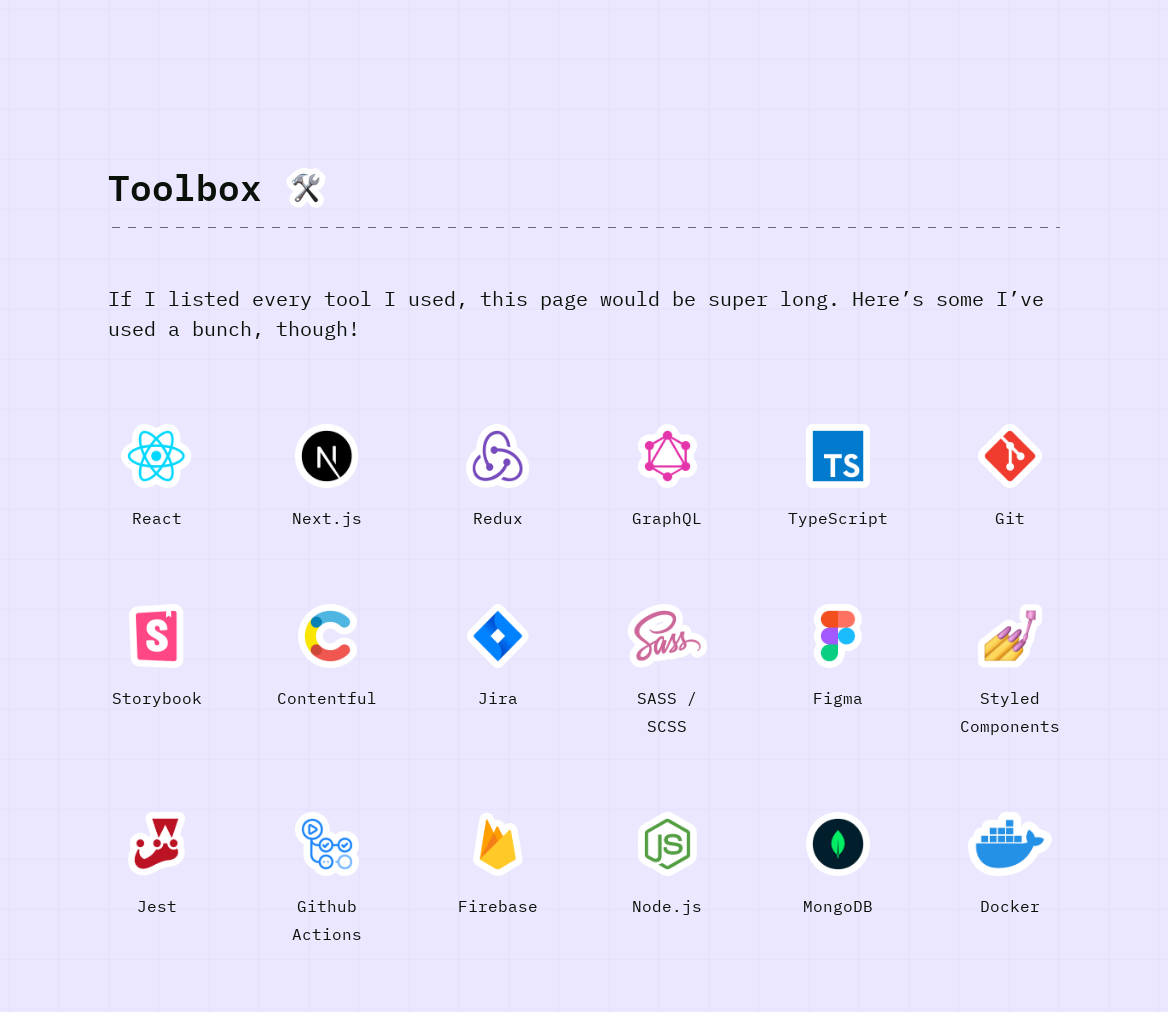 Toolbox
If I listed every tool I used, this page would be super long. Here’s some I’ve
used a bunch, though!
N
TS
React
Next.js
Redux
GraphQL
TypeScript
Git
S
C
Sass
Storybook
Contentful
Jira
SASS /
SCSS
Figma
Styled
Components
JS
Jest
Github
Actions
Firebase
Node.js
MongoDB
Docker